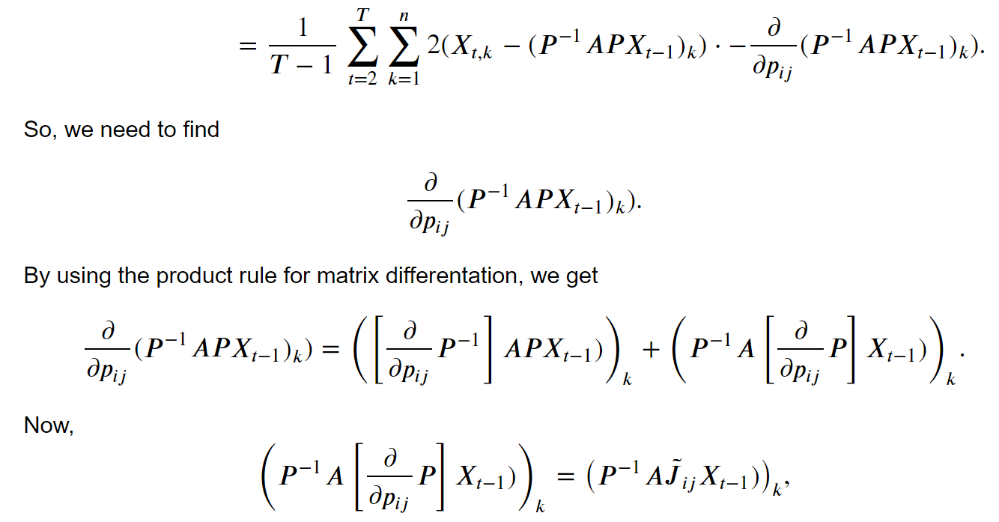 $= \frac{1}{T-1} \sum_{t=2}^{T} \sum_{k=1}^{n} 2(X_{t,k} - (P^{-1}APX_{t-1})_k) \cdot -\frac{\partial}{\partial p_{ij}}(P^{-1}APX_{t-1})_k).$
So, we need to find
$\frac{\partial}{\partial p_{ij}}(P^{-1}APX_{t-1})_k).$
By using the product rule for matrix differentation, we get
$\frac{\partial}{\partial p_{ij}}(P^{-1}APX_{t-1})_k) = \left(\left[\frac{\partial}{\partial p_{ij}}P^{-1}\right]APX_{t-1})\right)_k + \left(P^{-1}A\left[\frac{\partial}{\partial p_{ij}}P\right]X_{t-1})\right)_k.$
Now,
$\left(P^{-1}A\left[\frac{\partial}{\partial p_{ij}}P\right]X_{t-1})\right)_k = \left(P^{-1}A\tilde{J}_{ij}X_{t-1})\right)_k,$